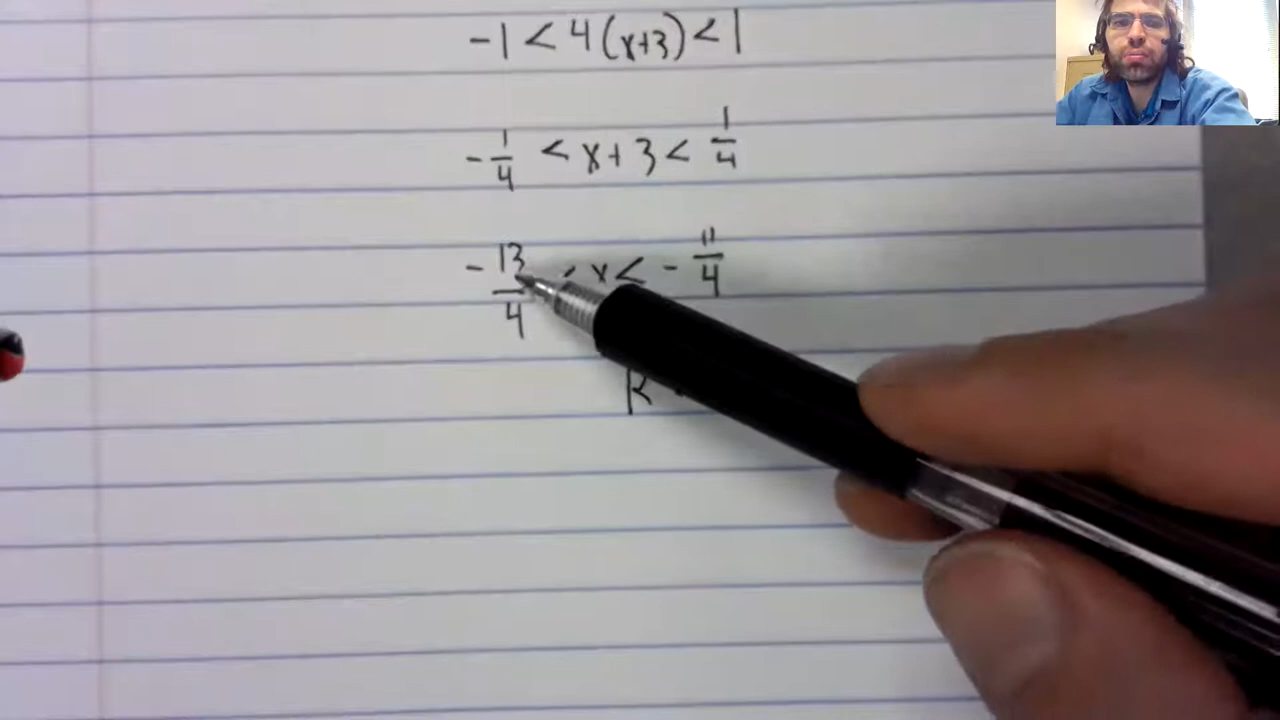 -1 < 4(x+3) < 1
-1/4 < x+3 < 1/4
-13/4 < x < -11/4
R